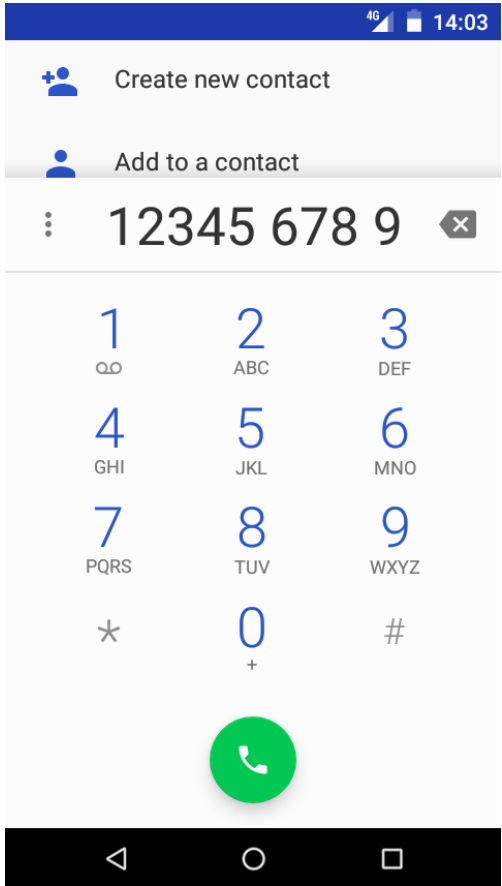 4G 14:03
Create new contact
Add to a contact
12345 678 9
1 2 3
ABC DEF
4 5 6
GHI JKL MNO
7 8 9
PQRS TUV WXYZ
* 0 #
+